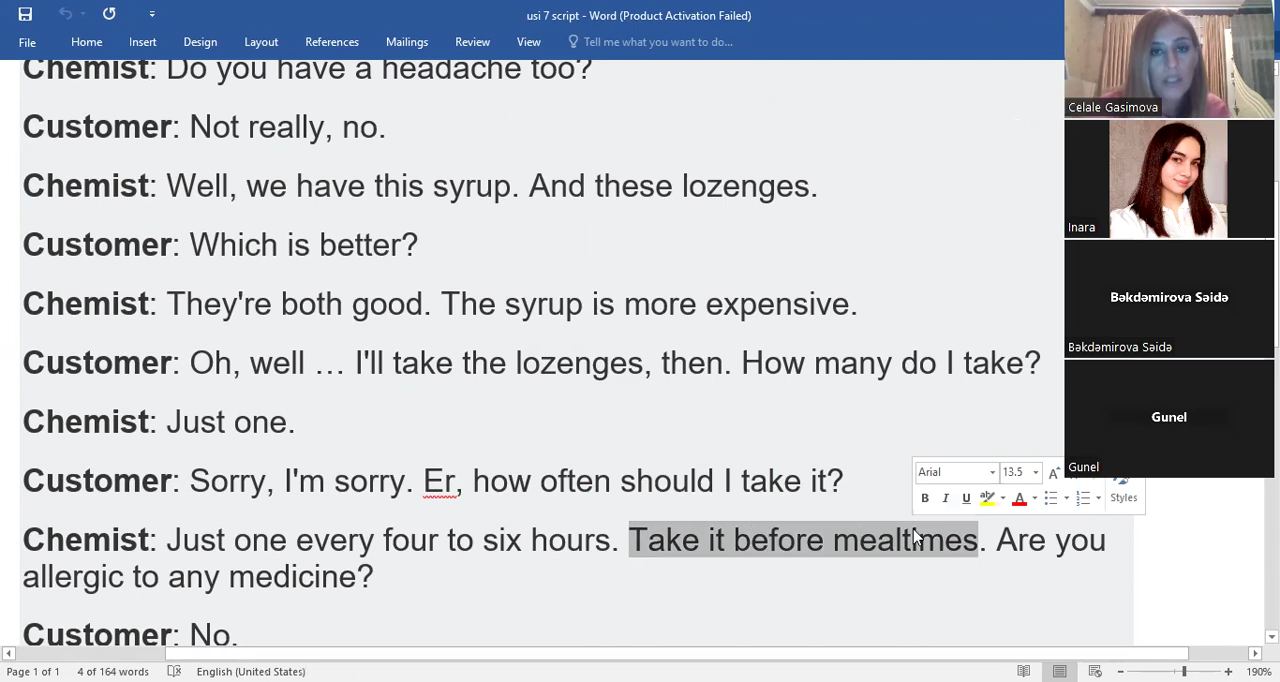 usi 7 script - Word (Product Activation Failed)
File Home Insert Design Layout References Mailings Review View Tell me what you want to do...
Chemist: Do you have a headache too?
Customer: Not really, no.
Chemist: Well, we have this syrup. And these lozenges.
Customer: Which is better?
Chemist: They're both good. The syrup is more expensive.
Customer: Oh, well … I'll take the lozenges, then. How many do I take?
Chemist: Just one.
Customer: Sorry, I'm sorry. Er, how often should I take it?
Chemist: Just one every four to six hours. Take it before mealtimes. Are you
allergic to any medicine?
Customer: No.
Arial 13.5 A
B I U aby A Styles
Celale Gasimova
Inara
Bəkdəmirova Səidə
Bəkdəmirova Səidə
Gunel
Gunel
Page 1 of 1 4 of 164 words English (United States) 190%